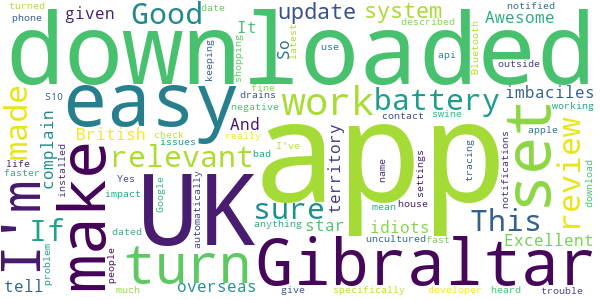 turned
phone
given
Good
date
update
system
described
notified
Awesome
downloaded
It
So
latest
use
api
Bluetooth
outside
keeping
shopping
fine
S10
drains
negative
easy
work
battery
imbaciles
working
made
complain
British
And
really
check
issues
bad
I've
contact
swine
apple
app
set
review
relevant
territory
name
settings
tracing
notifications
download
life
faster
installed
I'm
make
Yes
impact
Google
automatically
UK
sure
anything
star
mean
house
idiots
uncultured
fast
This
Excellent
If
tell
problem
dated
people
much
turn
overseas
give
Gibraltar
specifically
developer
heard
trouble